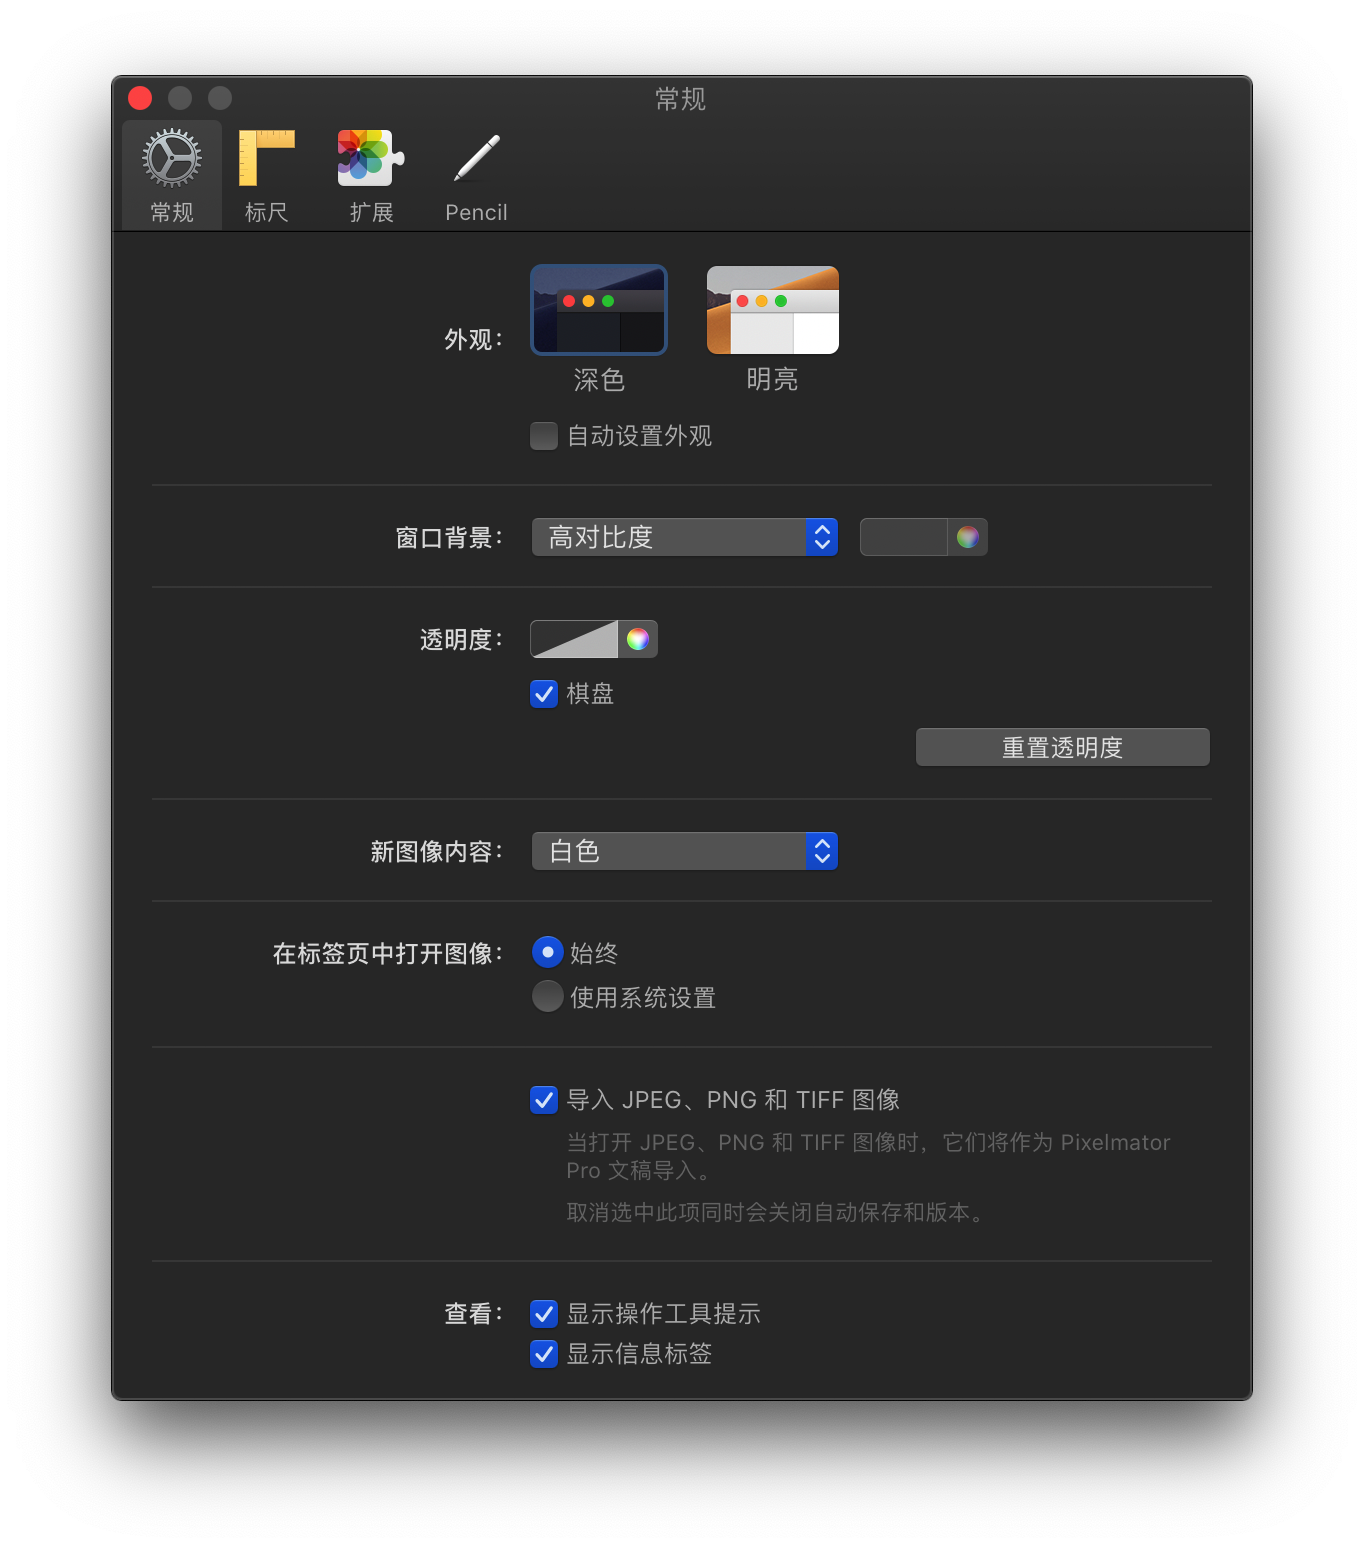 常规
常规
标尺
扩展
Pencil
外观：
深色
明亮
自动设置外观
窗口背景：
高对比度
透明度：
棋盘
重置透明度
新图像内容：
白色
在标签页中打开图像：
始终
使用系统设置
导入 JPEG、PNG 和 TIFF 图像
当打开 JPEG、PNG 和 TIFF 图像时，它们将作为 Pixelmator
Pro 文稿导入。
取消选中此项同时会关闭自动保存和版本。
查看：
显示操作工具提示
显示信息标签